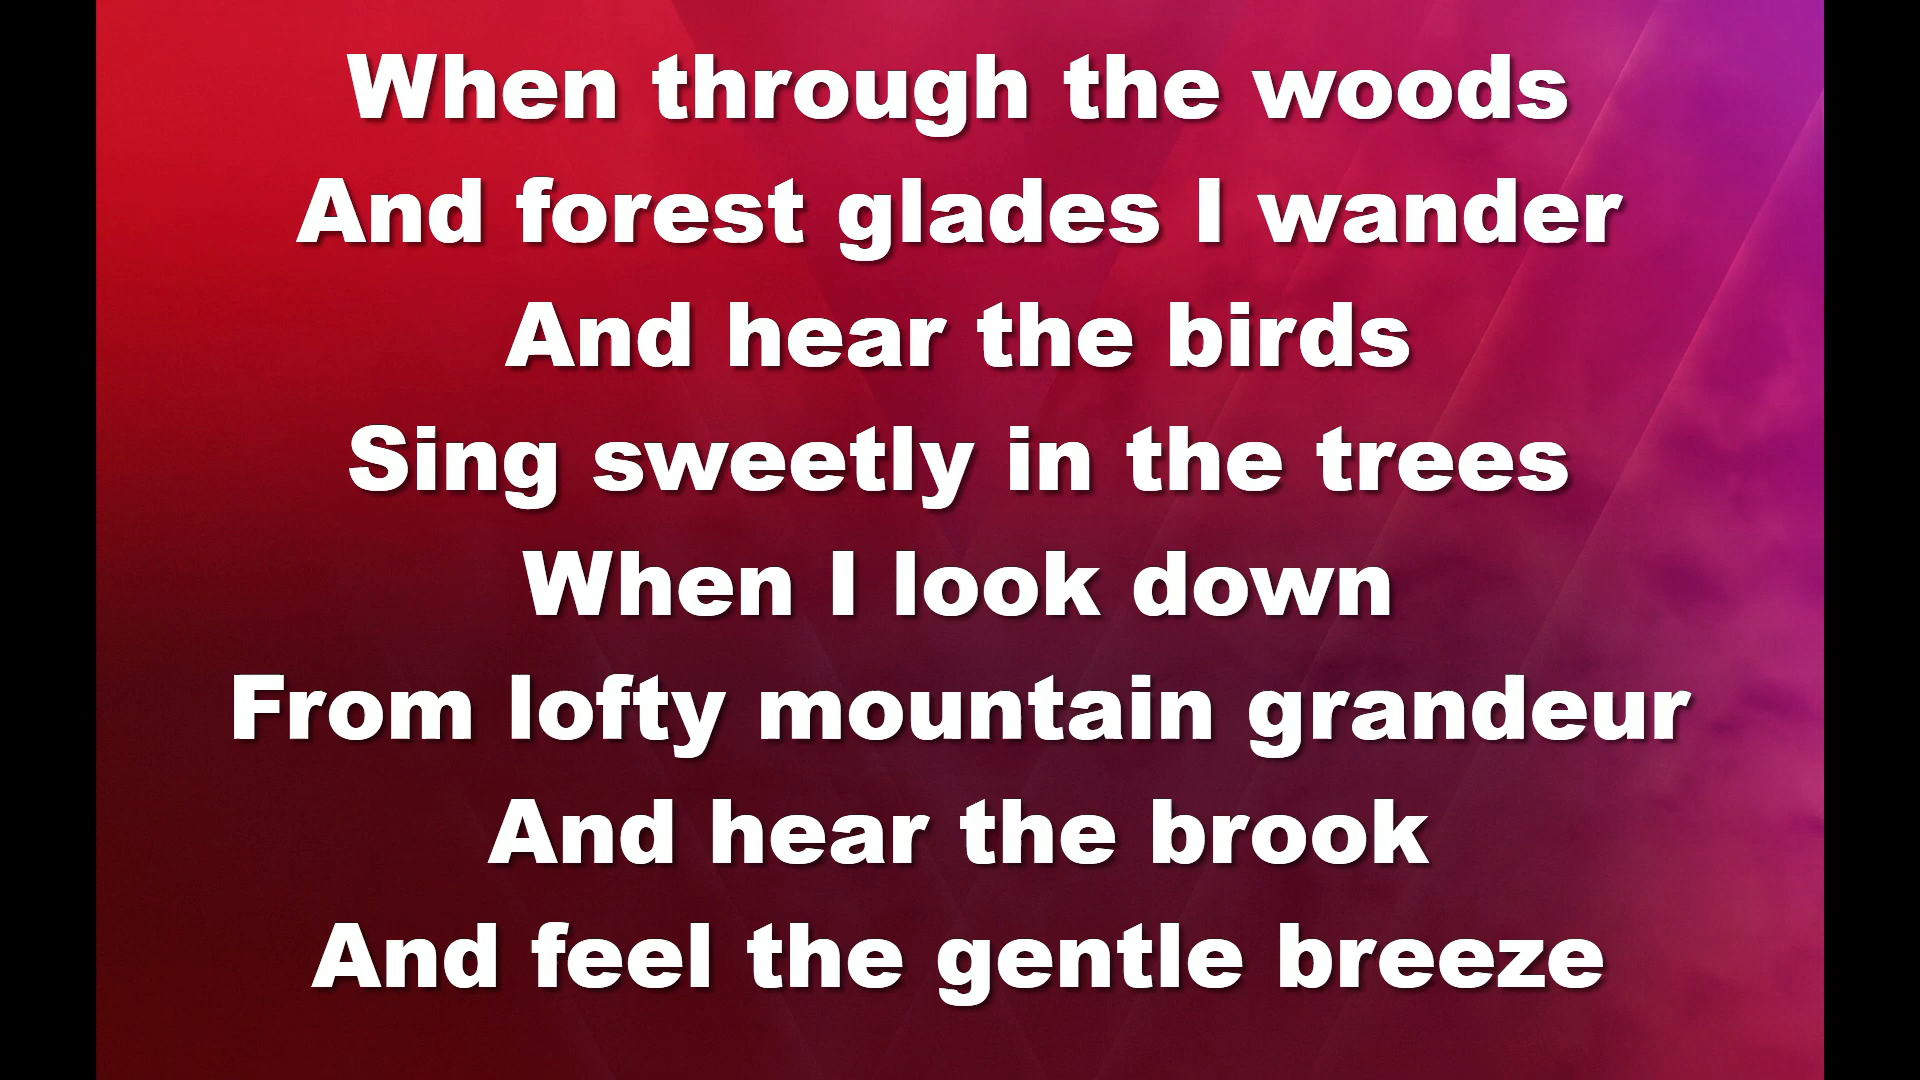 When through the woods
And forest glades I wander
And hear the birds
Sing sweetly in the trees
When I look down
From lofty mountain grandeur
And hear the brook
And feel the gentle breeze